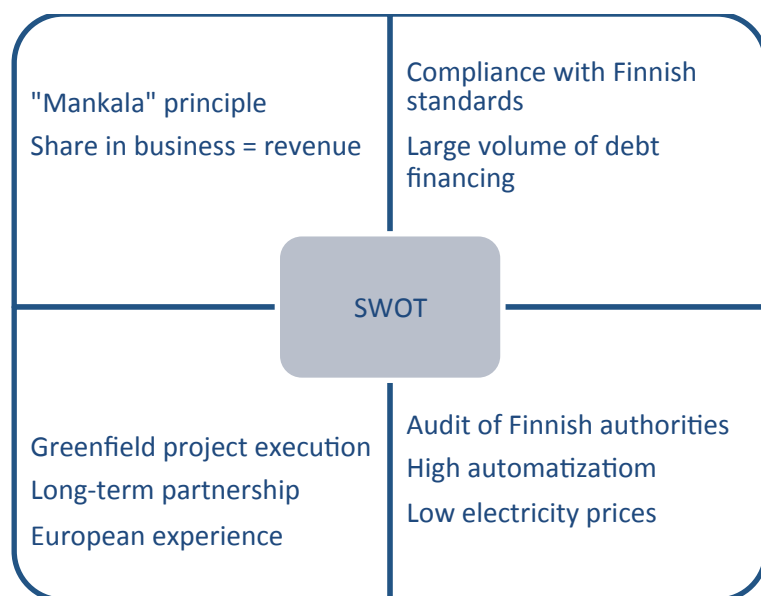 "Mankala" principle
Share in business = revenue
Compliance with Finnish
standards
Large volume of debt
financing
SWOT
Greenfield project execution
Long-term partnership
European experience
Audit of Finnish authorities
High automatizatiom
Low electricity prices